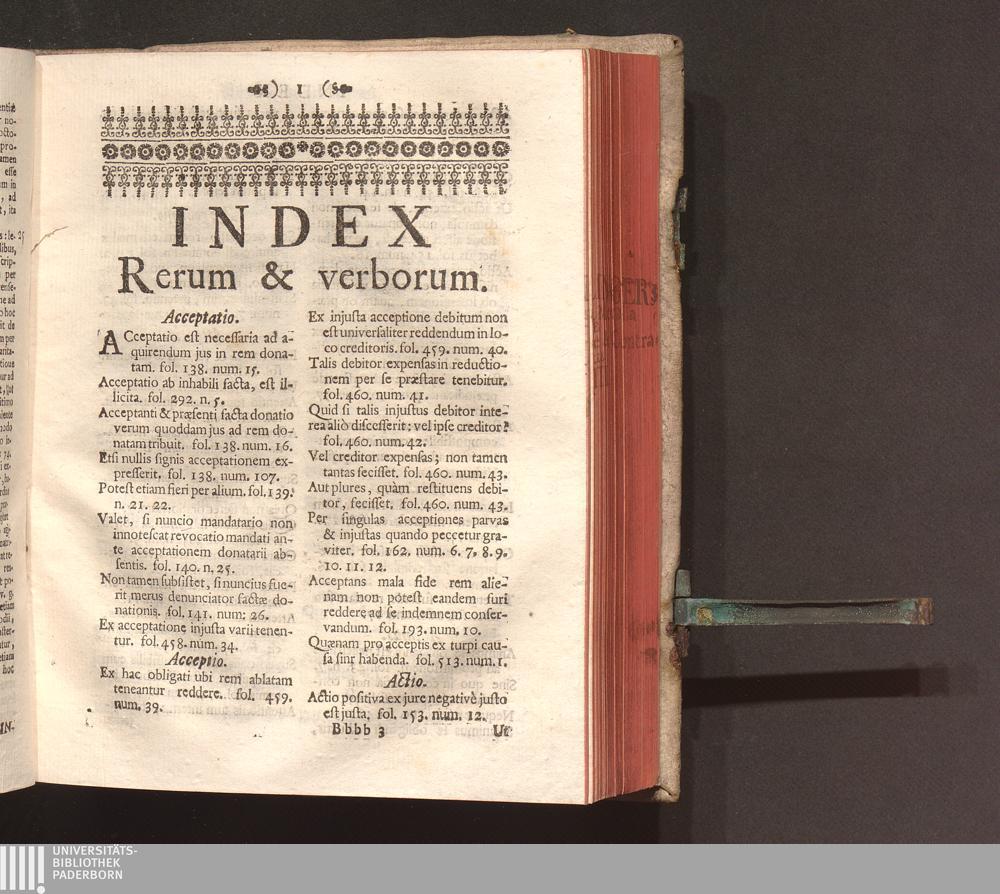 ) 1 (
INDEX
Rerum & verborum.
Acceptatio.
ACceptatio est necessaria ad a-
quirendum jus in rem dona-
tam. fol. 138. num. 15.
Acceptatio ab inhabili facta, est il-
licita. fol. 292. n. 5.
Acceptanti & præsenti facta donatio
verum quoddam jus ad rem do-
natam tribuit. fol. 138. num. 16.
Etsi nullis signis acceptationem ex-
presserit. fol. 138. num. 107.
Potest etiam fieri per alium. fol. 139.
n. 21. 22.
Valet, si nuncio mandatario non
innotescat revocatio mandati an-
te acceptationem donatarii ab-
sentis. fol. 140. n. 25.
Non tamen subsistet, si nuncius fue-
rit merus denunciator factæ do-
nationis. fol. 141. num: 26.
Ex acceptatione injusta varii tenen-
tur. fol. 458. num. 34.
Acceptio.
Ex hac obligati ubi rem ablatam
teneantur reddere. fol. 459.
num. 39.
Ex injusta acceptione debitum non
est universaliter reddendum in lo-
co creditoris. fol. 459. num. 40.
Talis debitor expensas in reductio-
nem per se præstare tenebitur.
fol. 460. num. 41.
Quid si talis injustus debitor inte-
rea aliò discesserit: vel ipse creditor?
fol. 460. num. 42.
Vel creditor expensas; non tamen
tantas fecisset. fol. 460. num. 43.
Aut plures, quàm restituens debi-
tor, fecisset. fol. 460. num. 43.
Per singulas acceptiones parvas
& injustas quando peccetur gra-
viter. fol. 162. num. 6. 7. 8. 9.
10. 11. 12.
Acceptans mala fide rem alie-
nam non potest eandem furi
reddere, ad se indemnem conser-
vandum. fol. 193. num. 10.
Quænam pro acceptis ex turpi cau-
sa sint habenda. fol. 513. num. 1.
Actio.
Actio positiva ex jure negativè justo
est justa. fol. 153. num. 12.
Bbbb 3
Ut
UNIVERSITÄTS-
BIBLIOTHEK
PADERBORN